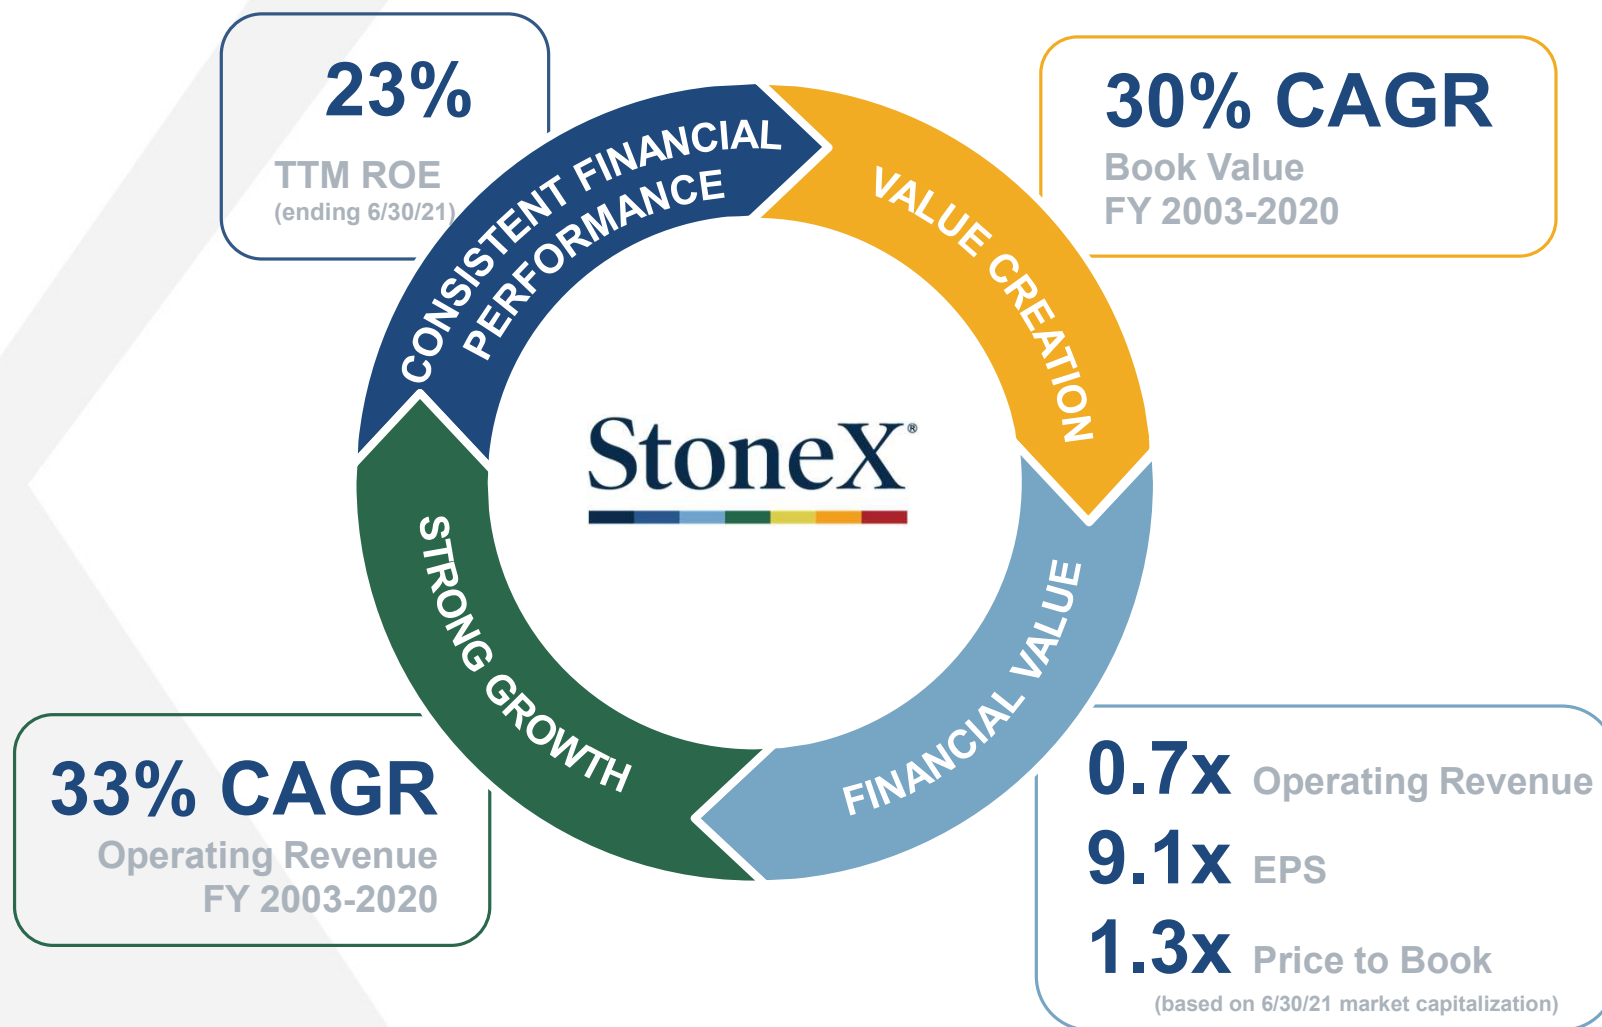 23%
TTM ROE
(ending 6/30/21)
CONSISTENT FINANCIAL
PERFORMANCE
30% CAGR
Book Value
FY 2003-2020
VALUE CREATION
StoneX®
STRONG GROWTH
FINANCIAL VALUE
33% CAGR
Operating Revenue
FY 2003-2020
0.7x Operating Revenue
9.1x EPS
1.3x Price to Book
(based on 6/30/21 market capitalization)